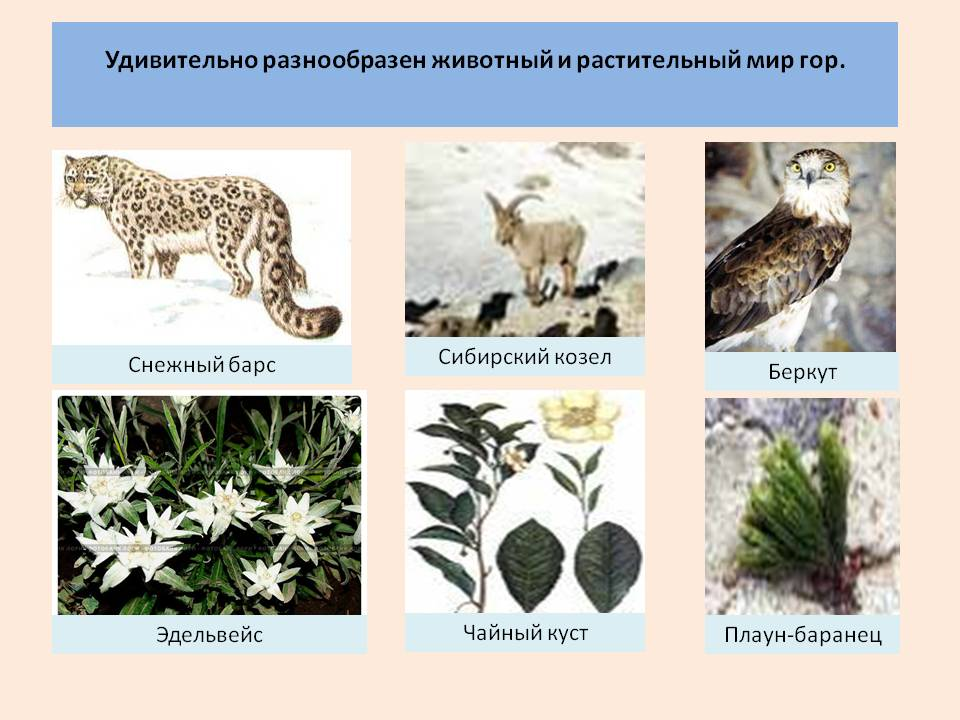 Удивительно разнообразен животный и растительный мир гор.
Снежный барс
Сибирский козел
Беркут
Эдельвейс
Чайный куст
Плаун-баранец